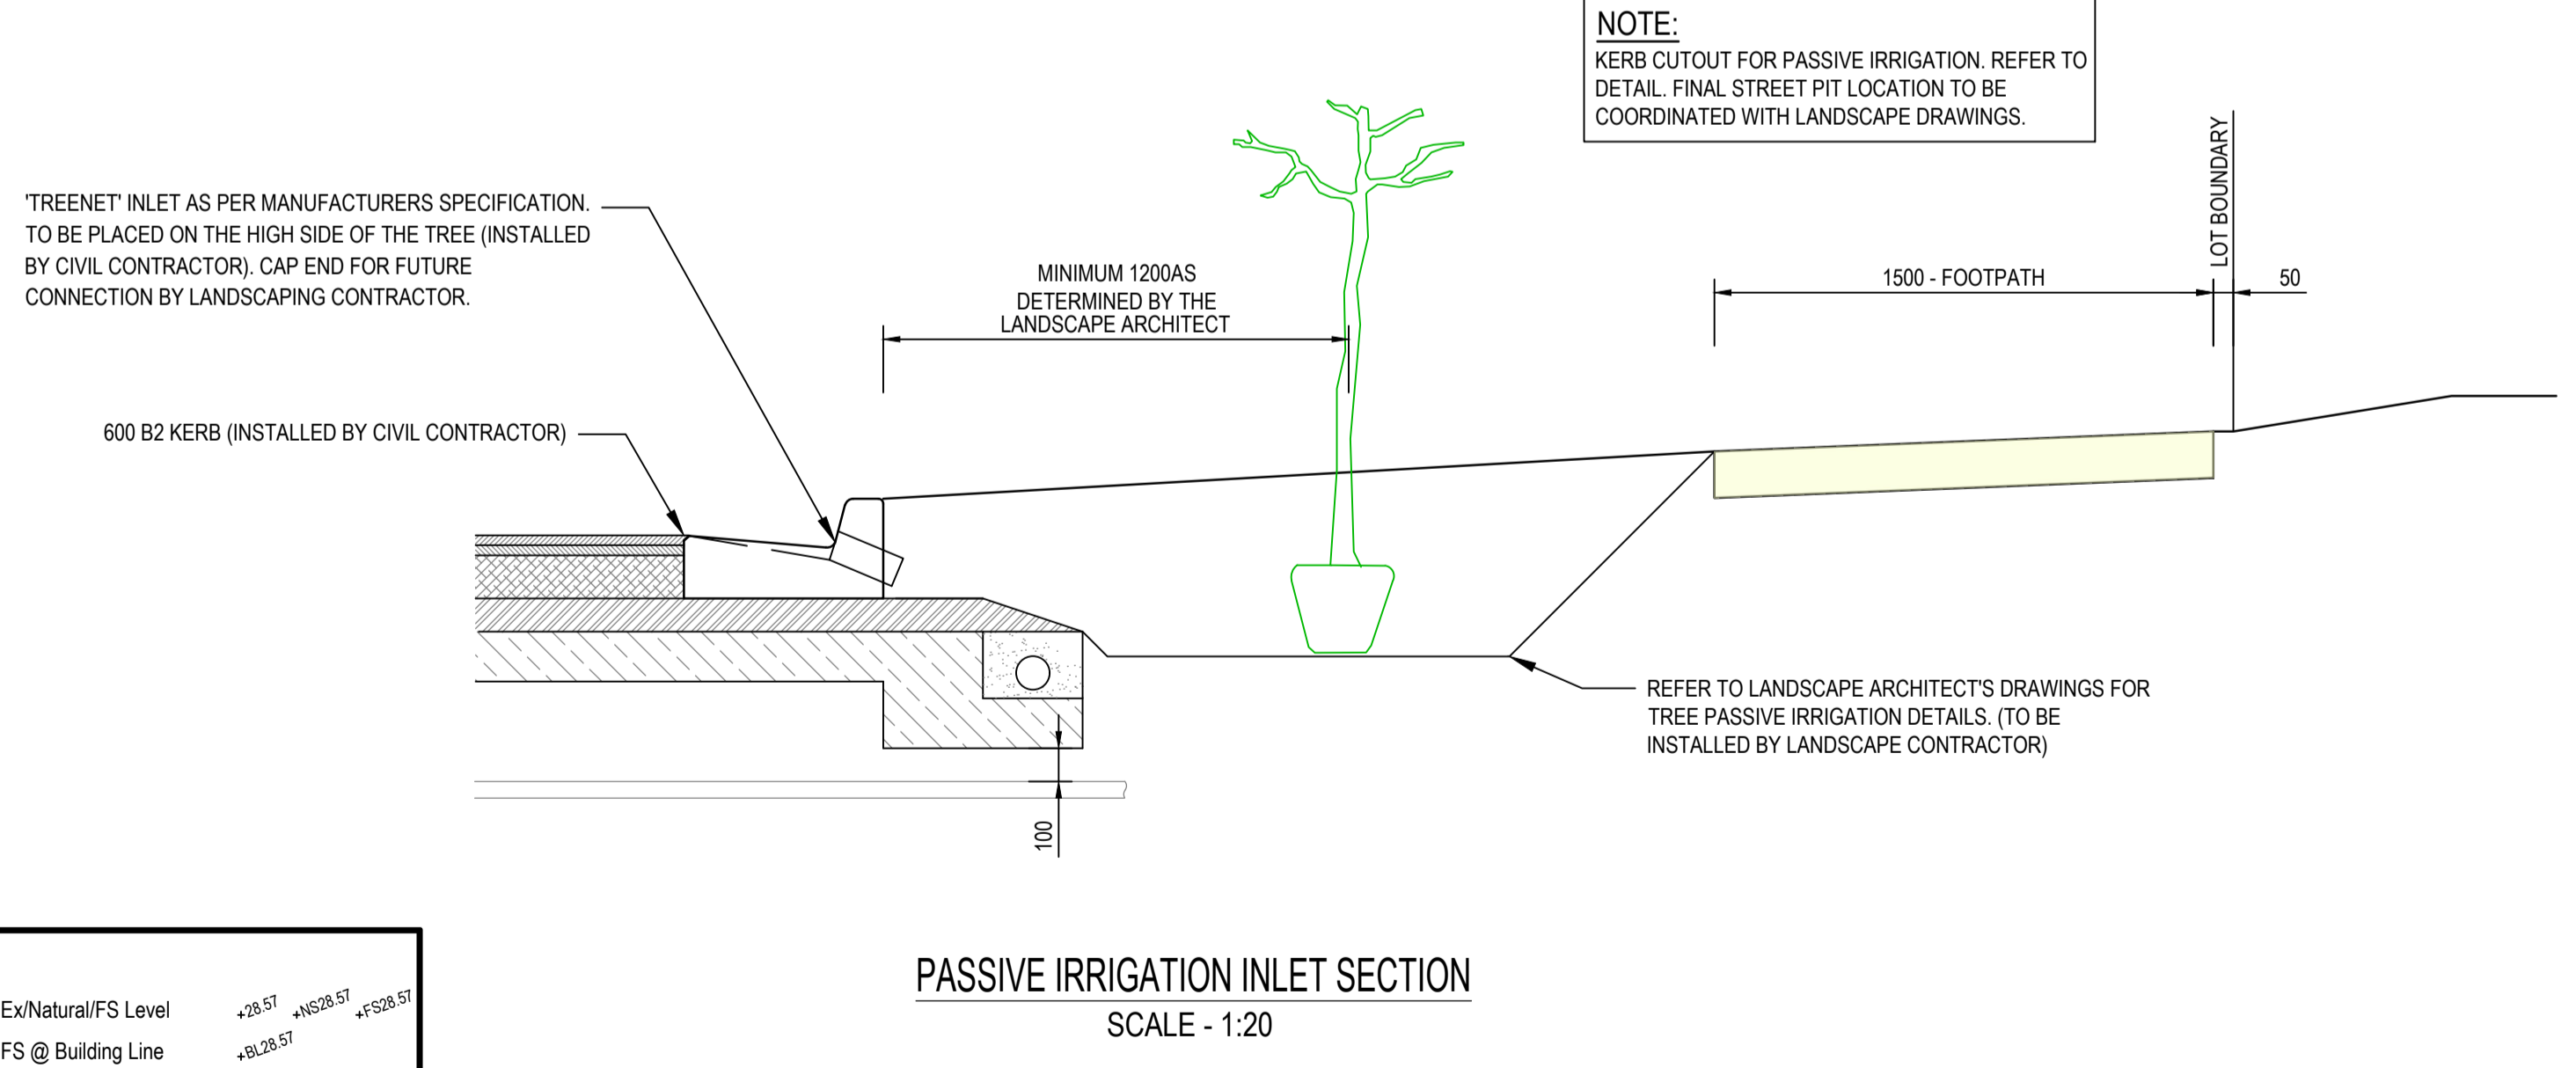 NOTE:
KERB CUTOUT FOR PASSIVE IRRIGATION. REFER TO
DETAIL. FINAL STREET PIT LOCATION TO BE
COORDINATED WITH LANDSCAPE DRAWINGS.
'TREENET' INLET AS PER MANUFACTURERS SPECIFICATION.
TO BE PLACED ON THE HIGH SIDE OF THE TREE (INSTALLED
BY CIVIL CONTRACTOR). CAP END FOR FUTURE
CONNECTION BY LANDSCAPING CONTRACTOR.
MINIMUM 1200AS
DETERMINED BY THE
LANDSCAPE ARCHITECT
1500 - FOOTPATH
LOT BOUNDARY
50
600 B2 KERB (INSTALLED BY CIVIL CONTRACTOR)
REFER TO LANDSCAPE ARCHITECT'S DRAWINGS FOR
TREE PASSIVE IRRIGATION DETAILS. (TO BE
INSTALLED BY LANDSCAPE CONTRACTOR)
100
PASSIVE IRRIGATION INLET SECTION
SCALE - 1:20
Ex/Natural/FS Level +28.57 +NS28.57 +FS28.57
FS @ Building Line +BL28.57